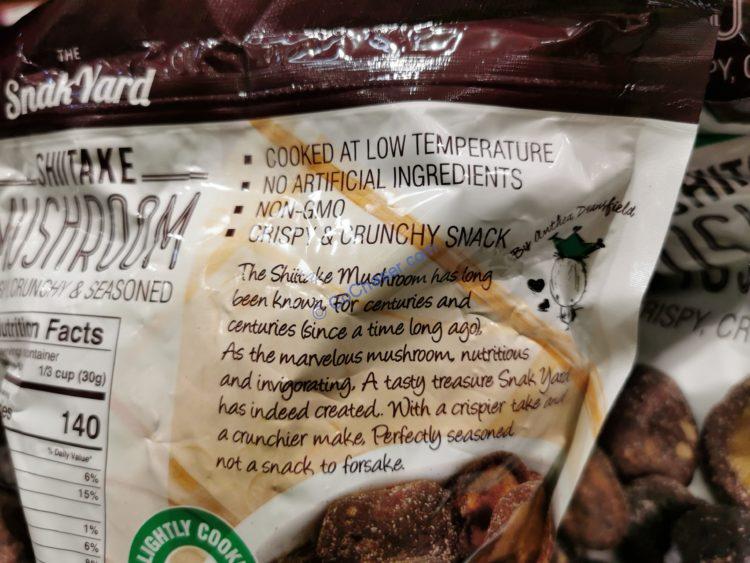 THE
SnakYard
SHIITAKE
MUSHROOM
CRUNCHY & SEASONED
▪ COOKED AT LOW TEMPERATURE
▪ NO ARTIFICIAL INGREDIENTS
▪ NON-GMO
▪ CRISPY & CRUNCHY SNACK
By Anthea Dransfield
The Shiitake Mushroom has long
been known, for centuries and
centuries (since a time long ago).
As the marvelous mushroom, nutritious
and invigorating, A tasty treasure Snak Yard
has indeed created. With a crispier take and
a crunchier make, Perfectly seasoned
not a snack to forsake.
Nutrition Facts
container
1/3 cup (30g)
140
% Daily Value*
6%
15%
1%
6%
LIGHTLY COOK
CRISPY, CR